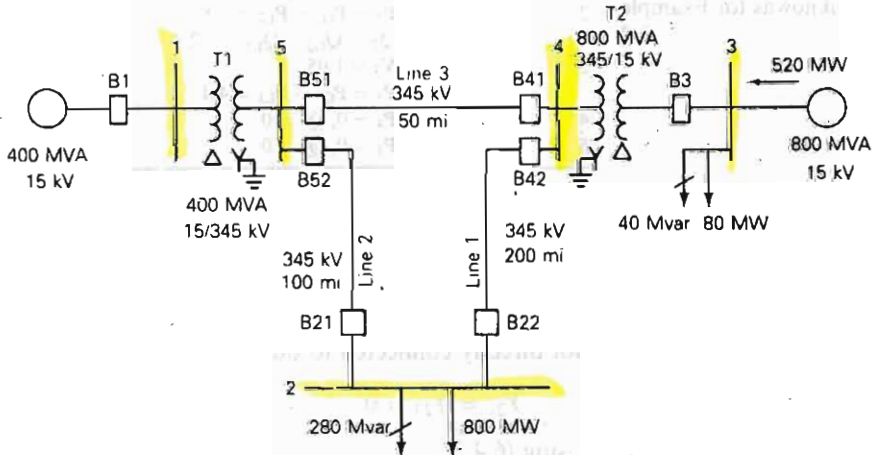 T2
1
T1
5
4
800 MVA
345/15 kV
3
B1
B51
Line 3
345 kV
50 mi
B41
B3
520 MW
400 MVA
15 kV
B52
B42
800 MVA
15 kV
400 MVA
15/345 kV
40 Mvar 80 MW
345 kV
100 mi
Line 2
Line 1
345 kV
200 mi
B21
B22
2
280 Mvar
800 MW